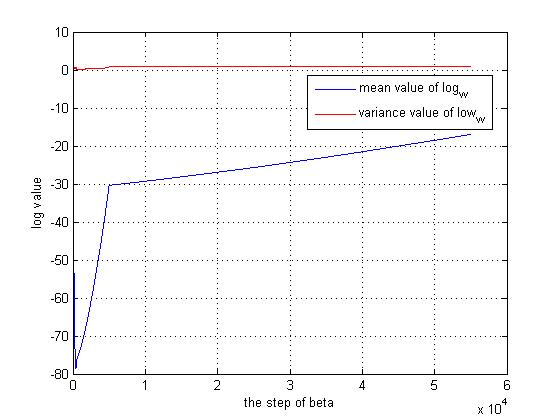 10
0
-10
-20
-30
-40
-50
-60
-70
-80
log value
mean value of log_w
variance value of low_w
0 1 2 3 4 5 6
x 10^4
the step of beta